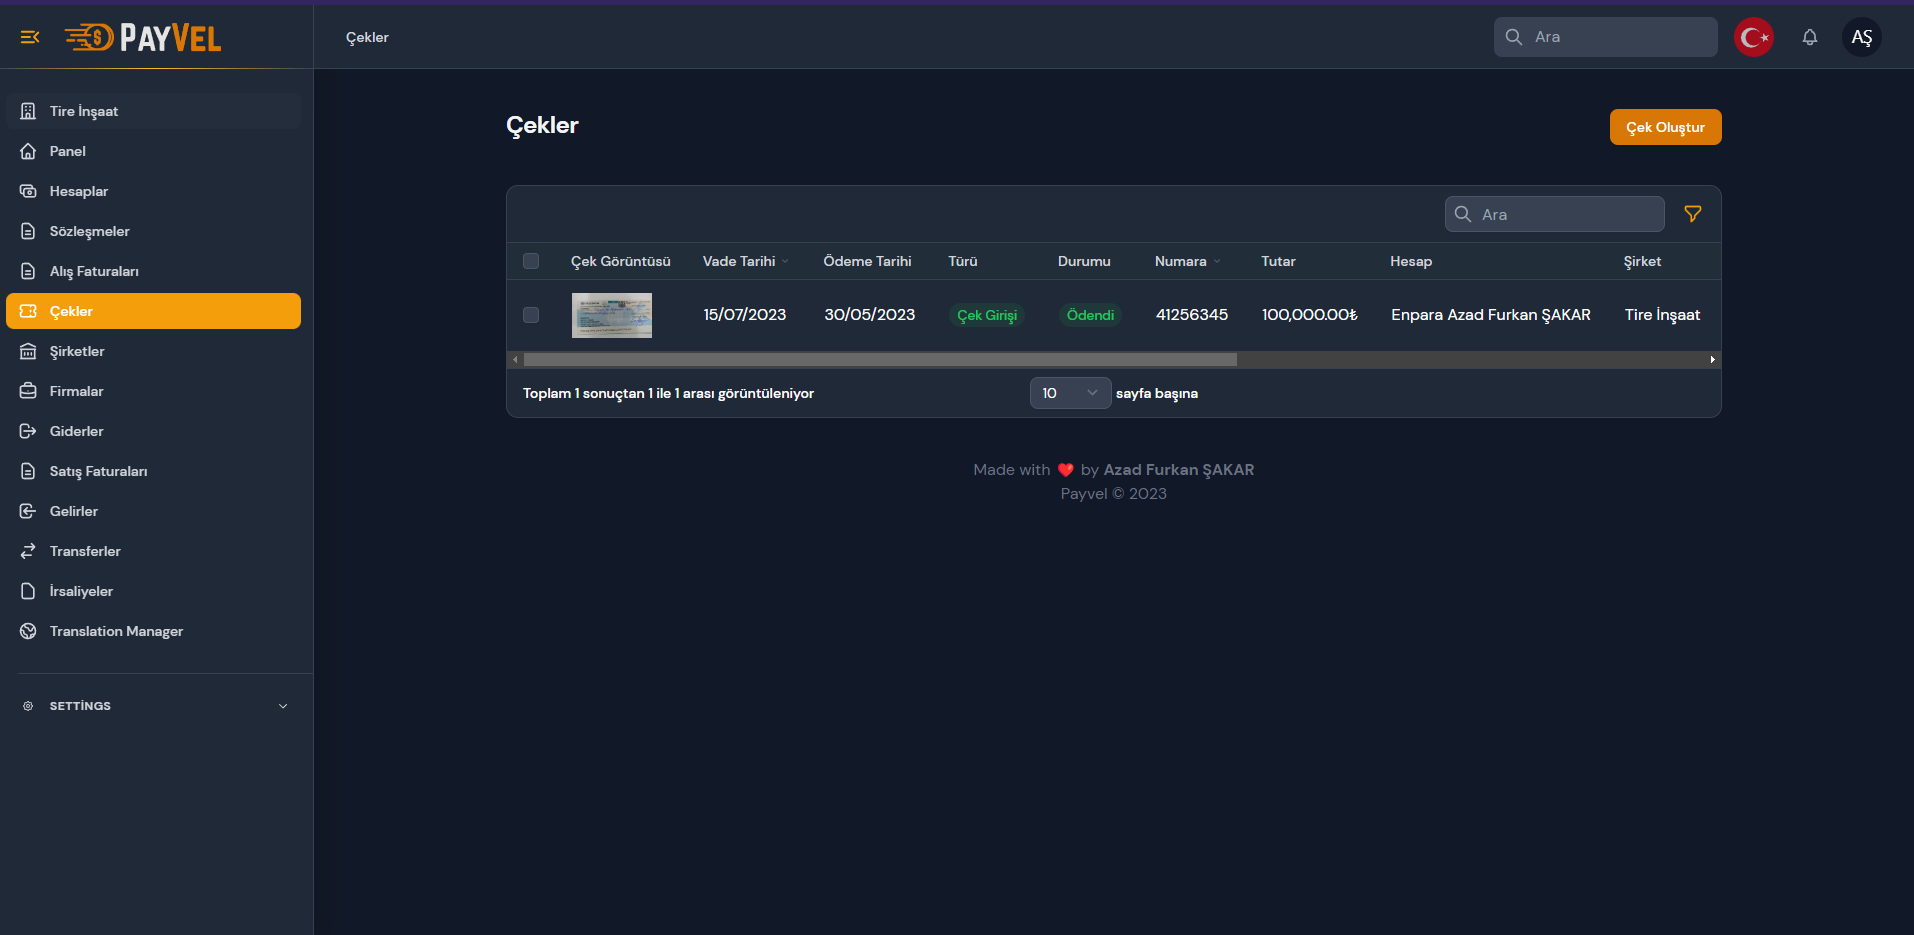 PAYVEL
Çekler
Ara
AŞ
Tire İnşaat
Panel
Hesaplar
Sözleşmeler
Alış Faturaları
Çekler
Şirketler
Firmalar
Giderler
Satış Faturaları
Gelirler
Transferler
İrsaliyeler
Translation Manager
SETTİNGS
Çekler
Çek Oluştur
Ara
Çek Görüntüsü Vade Tarihi Ödeme Tarihi Türü Durumu Numara Tutar Hesap Şirket
15/07/2023 30/05/2023 Çek Girişi Ödendi 41256345 100,000.00₺ Enpara Azad Furkan ŞAKAR Tire İnşaat
Toplam 1 sonuçtan 1 ile 1 arası görüntüleniyor 10 sayfa başına
Made with ❤️ by Azad Furkan ŞAKAR
Payvel © 2023